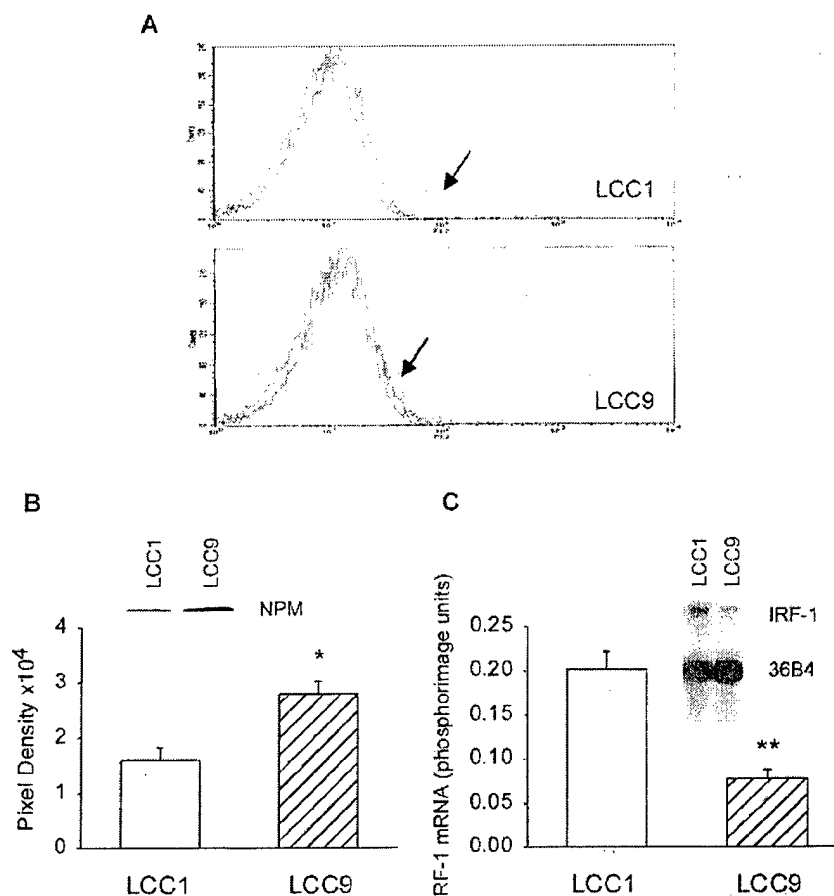 A
LCC1
LCC9
B
LCC1
LCC9
NPM
*
Pixel Density x10⁴
4
3
2
1
0
LCC1
LCC9
C
LCC1
LCC9
IRF-1
36B4
**
RF-1 mRNA (phosphorimage units)
0.25
0.20
0.15
0.10
0.05
0.00
LCC1
LCC9